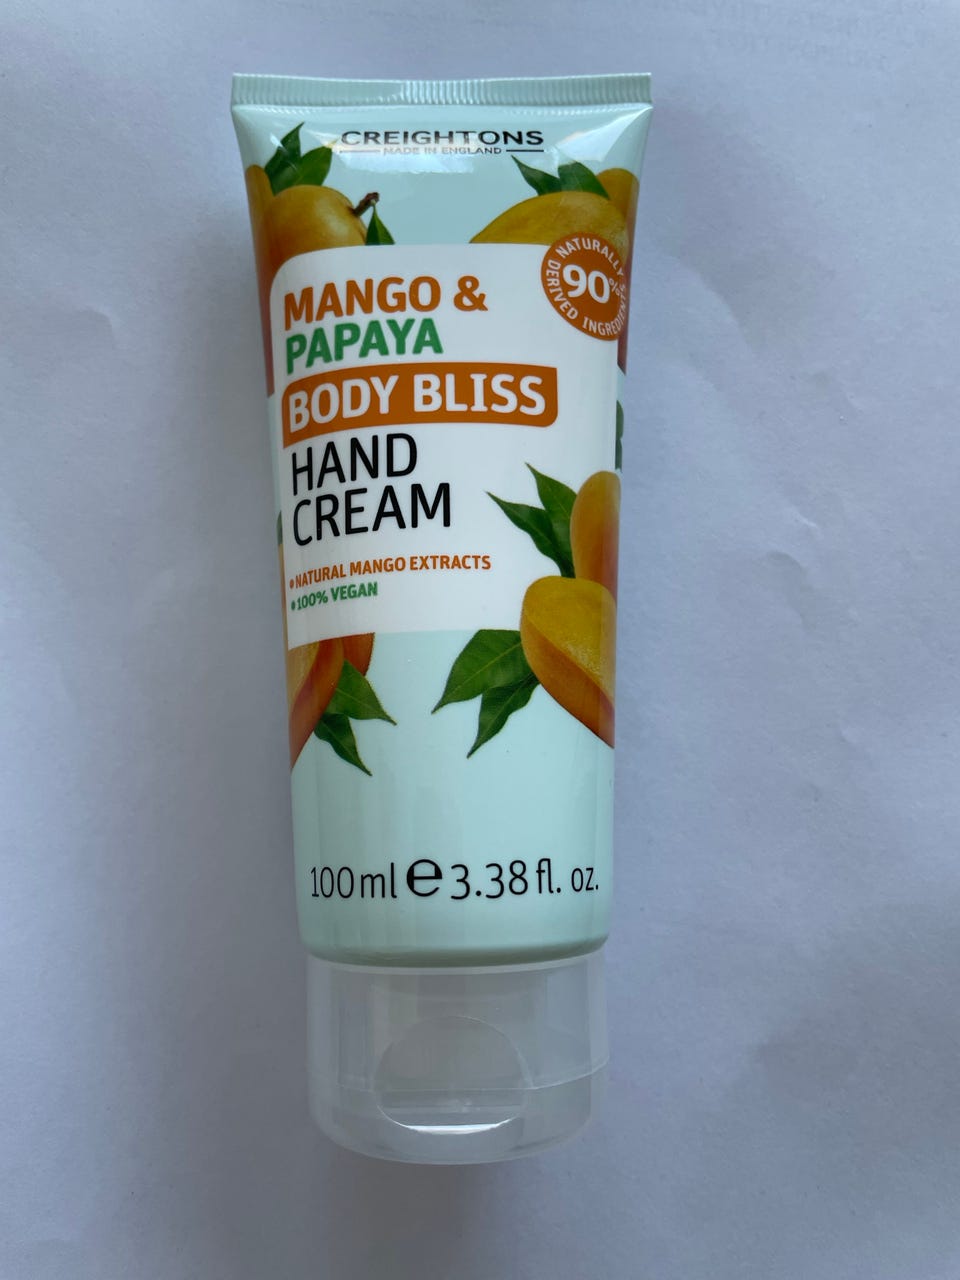 CREIGHTONS
MADE IN ENGLAND
NATURALLY
90%
DERIVED INGREDIENTS
MANGO &
PAPAYA
BODY BLISS
HAND
CREAM
• NATURAL MANGO EXTRACTS
• 100% VEGAN
100ml ℮ 3.38 fl. oz.